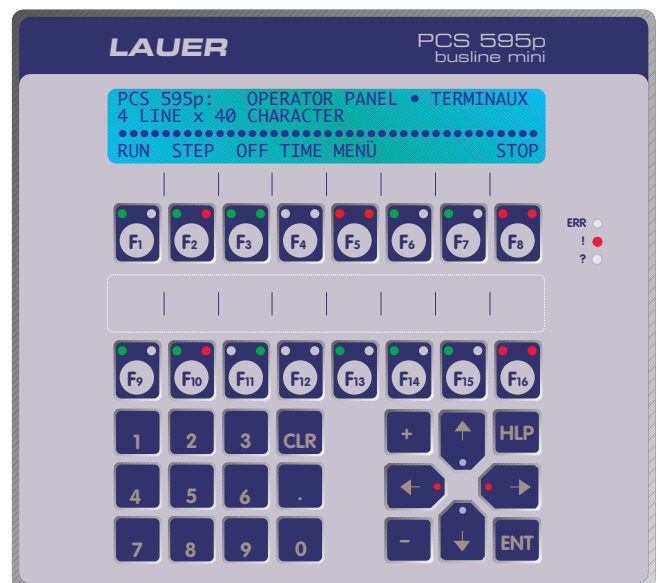 LAUER
PCS 595p
busline mini
PCS 595p: OPERATOR PANEL • TERMINAUX
4 LINE x 40 CHARACTER
••••••••••••••••••••••••••••••••••••••••
RUN STEP OFF TIME MENÜ STOP
F1 F2 F3 F4 F5 F6 F7 F8
ERR
!
?
F9 F10 F11 F12 F13 F14 F15 F16
1 2 3 CLR + ↑ HLP
4 5 6 . ← →
7 8 9 0 - ↓ ENT